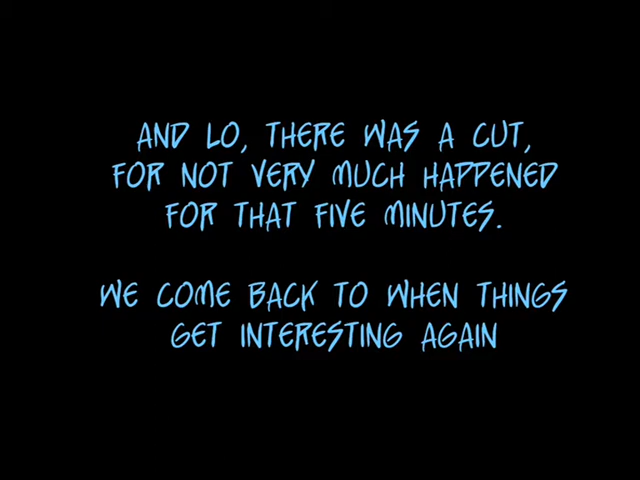 AND LO, THERE WAS A CUT,
FOR NOT VERY MUCH HAPPENED
FOR THAT FIVE MINUTES.
WE COME BACK TO WHEN THINGS
GET INTERESTING AGAIN